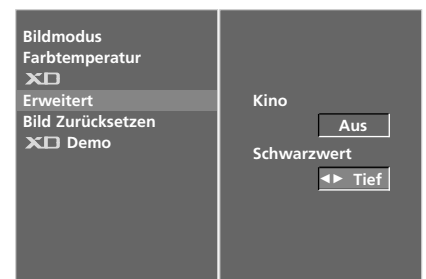 Bildmodus
Farbtemperatur
XD
Erweitert
Bild Zurücksetzen
XD Demo
Kino
Aus
Schwarzwert
◄► Tief